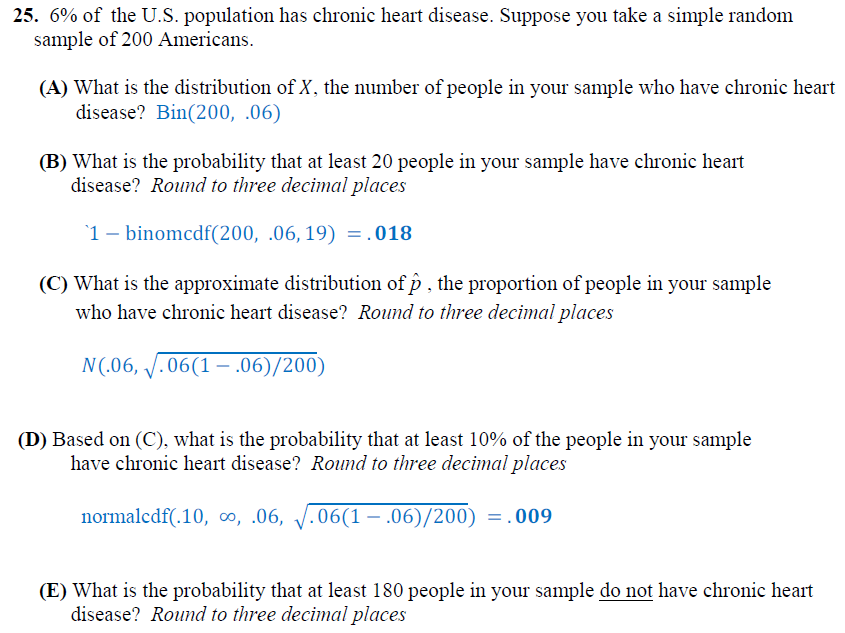 25. 6% of the U.S. population has chronic heart disease. Suppose you take a simple random
sample of 200 Americans.
(A) What is the distribution of X, the number of people in your sample who have chronic heart
disease? Bin(200, .06)
(B) What is the probability that at least 20 people in your sample have chronic heart
disease? Round to three decimal places
`1 − binomcdf(200, .06, 19) = .018
(C) What is the approximate distribution of p̂ , the proportion of people in your sample
who have chronic heart disease? Round to three decimal places
N(.06, √.06(1 − .06)/200)
(D) Based on (C), what is the probability that at least 10% of the people in your sample
have chronic heart disease? Round to three decimal places
normalcdf(.10, ∞, .06, √.06(1 − .06)/200) = .009
(E) What is the probability that at least 180 people in your sample do not have chronic heart
disease? Round to three decimal places